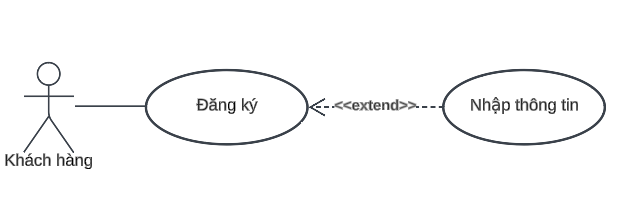 Đăng ký
<<extend>>
Nhập thông tin
Khách hàng